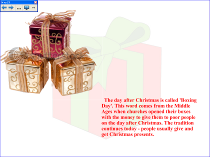 The day after Christmas is called 'Boxing
Day'. This word comes from the Middle
Ages when churches opened their boxes
with the money to give them to poor people
on the day after Christmas. The tradition
continues today - people usually give and
get Christmas presents.